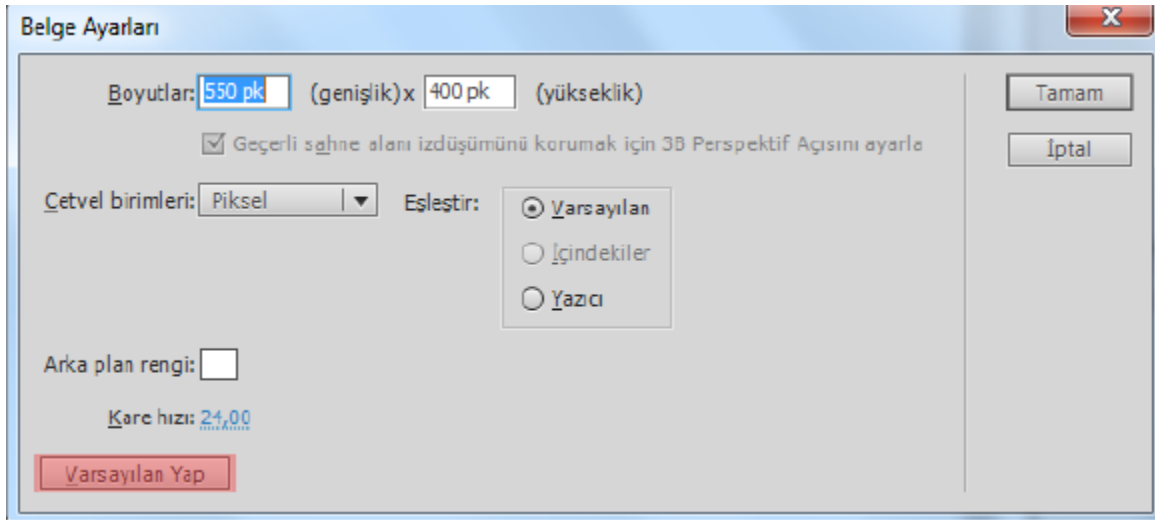 Belge Ayarları
Boyutlar: 550 pk (genişlik) x 400 pk (yükseklik)
Tamam
Geçerli sahne alanı izdüşümünü korumak için 3B Perspektif Açısını ayarla
İptal
Cetvel birimleri: Piksel Eşleştir: Varsayılan
İçindekiler
Yazıcı
Arka plan rengi:
Kare hızı: 24,00
Varsayılan Yap